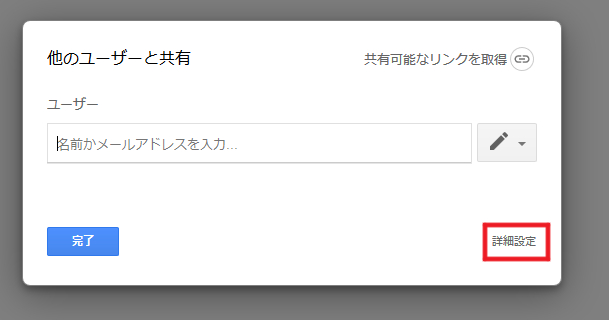 他のユーザーと共有
共有可能なリンクを取得
ユーザー
名前かメールアドレスを入力...
完了
詳細設定